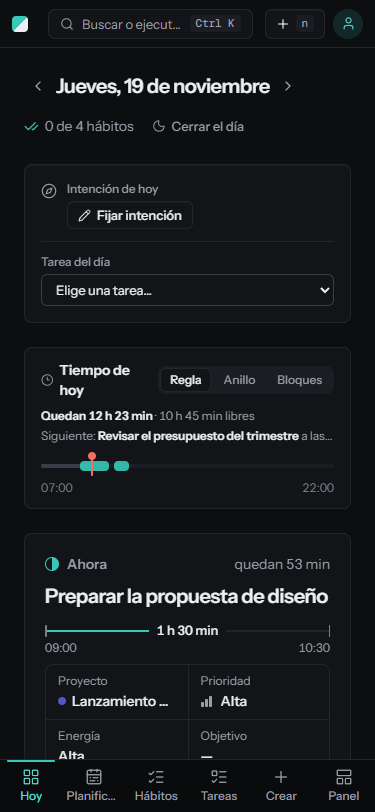 Buscar o ejecut... Ctrl K
n
Jueves, 19 de noviembre
0 de 4 hábitos Cerrar el día
Intención de hoy
Fijar intención
Tarea del día
Elige una tarea...
Tiempo de hoy
Regla Anillo Bloques
Quedan 12 h 23 min · 10 h 45 min libres
Siguiente: Revisar el presupuesto del trimestre a las...
07:00 22:00
Ahora quedan 53 min
Preparar la propuesta de diseño
1 h 30 min
09:00 10:30
Proyecto Prioridad
Lanzamiento ... Alta
Energía Objetivo
Alta —
Hoy Planific... Hábitos Tareas Crear Panel